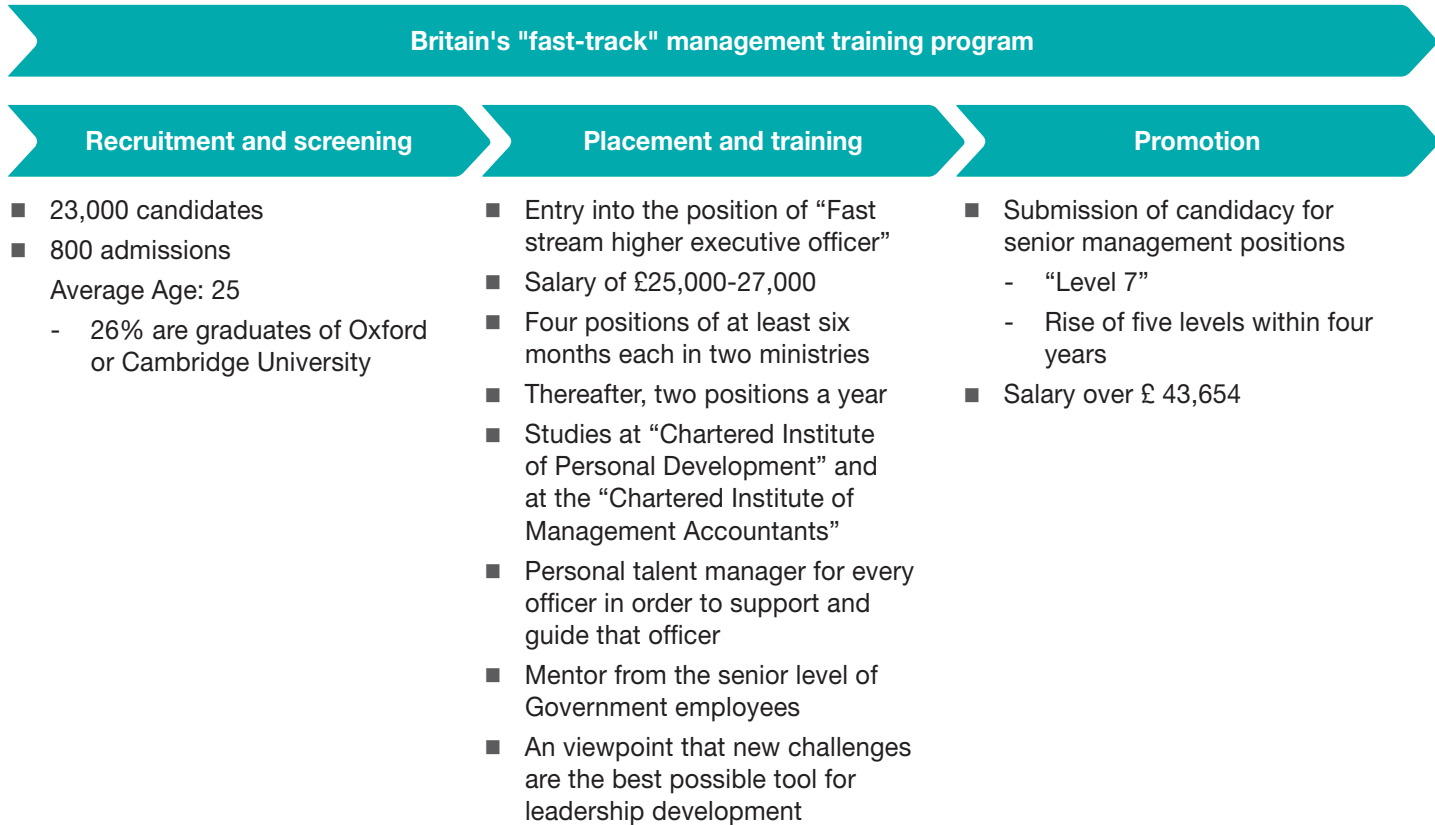 Britain's "fast-track" management training program
Recruitment and screening
■ 23,000 candidates
■ 800 admissions
Average Age: 25
- 26% are graduates of Oxford
or Cambridge University
Placement and training
■ Entry into the position of “Fast
stream higher executive officer”
■ Salary of £25,000-27,000
■ Four positions of at least six
months each in two ministries
■ Thereafter, two positions a year
■ Studies at “Chartered Institute
of Personal Development” and
at the “Chartered Institute of
Management Accountants”
■ Personal talent manager for every
officer in order to support and
guide that officer
■ Mentor from the senior level of
Government employees
■ An viewpoint that new challenges
are the best possible tool for
leadership development
Promotion
■ Submission of candidacy for
senior management positions
- “Level 7”
- Rise of five levels within four
years
■ Salary over £ 43,654